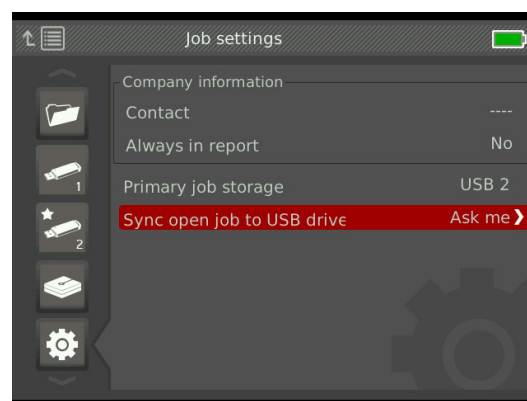 Job settings
Company information
Contact ----
Always in report No
1
Primary job storage USB 2
Sync open job to USB drive Ask me
2